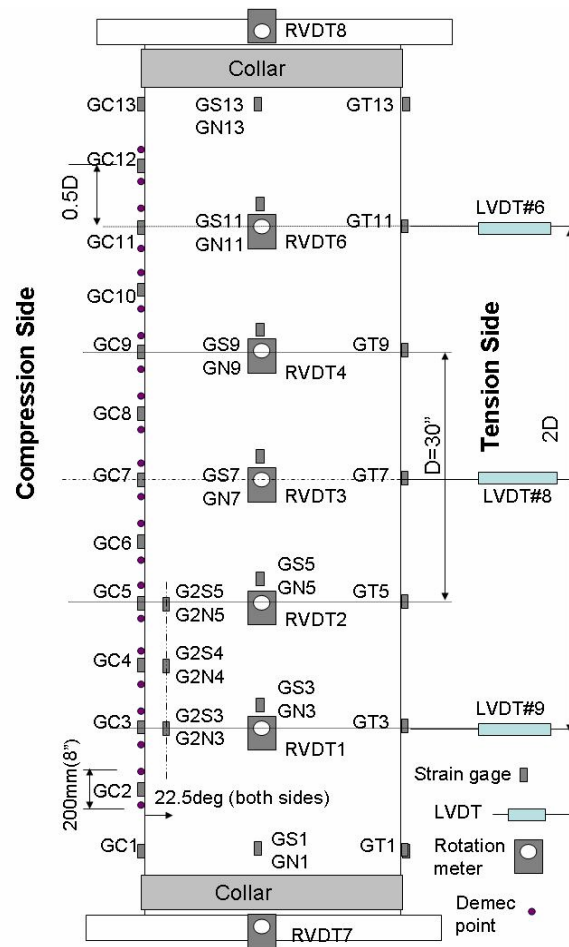 RVDT8
Collar
GC13
GS13
GN13
GT13
GC12
0.5D
GS11
GN11
GT11
LVDT#6
GC11
RVDT6
GC10
Compression Side
Tension Side
GC9
GS9
GN9
GT9
RVDT4
D=30”
2D
GC8
GC7
GS7
GN7
GT7
RVDT3
LVDT#8
GC6
GS5
GN5
GC5
G2S5
G2N5
GT5
RVDT2
GC4
G2S4
G2N4
GS3
GN3
GC3
G2S3
G2N3
GT3
LVDT#9
RVDT1
200mm(8”)
GC2
22.5deg (both sides)
Strain gage
LVDT
GC1
GS1
GN1
GT1
Rotation
meter
Collar
Demec
point
RVDT7